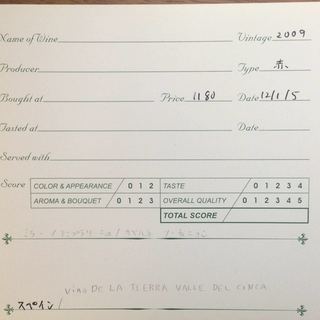 Name of Wine Vintage 2009
Producer Type 赤、
Bought at Price 1180 Date 12/1/5
Tasted at Date
Served with
Score COLOR & APPEARANCE / 0 1 2 TASTE / 0 1 2 3 4
AROMA & BOUQUET / 0 1 2 3 OVERALL QUALITY / 0 1 2 3 4 5
TOTAL SCORE
Vino DE LA TIERRA VALLE DEL CINCA
スペイン/